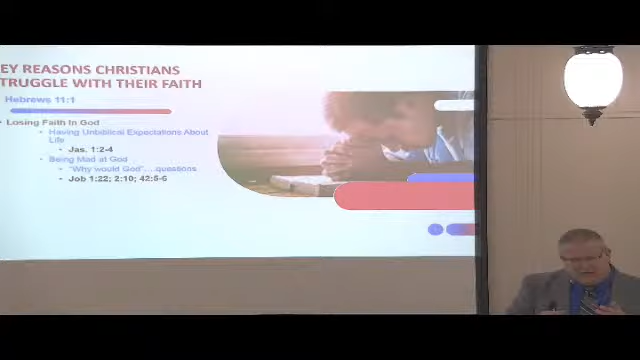 EY REASONS CHRISTIANS
TRUGGLE WITH THEIR FAITH
Hebrews 11:1
Losing Faith In God
Having Unbiblical Expectations About
Life
Jas. 1:2-4
Being Mad at God
"Why would God"... questions
Job 1:22; 2:10; 42:5-6